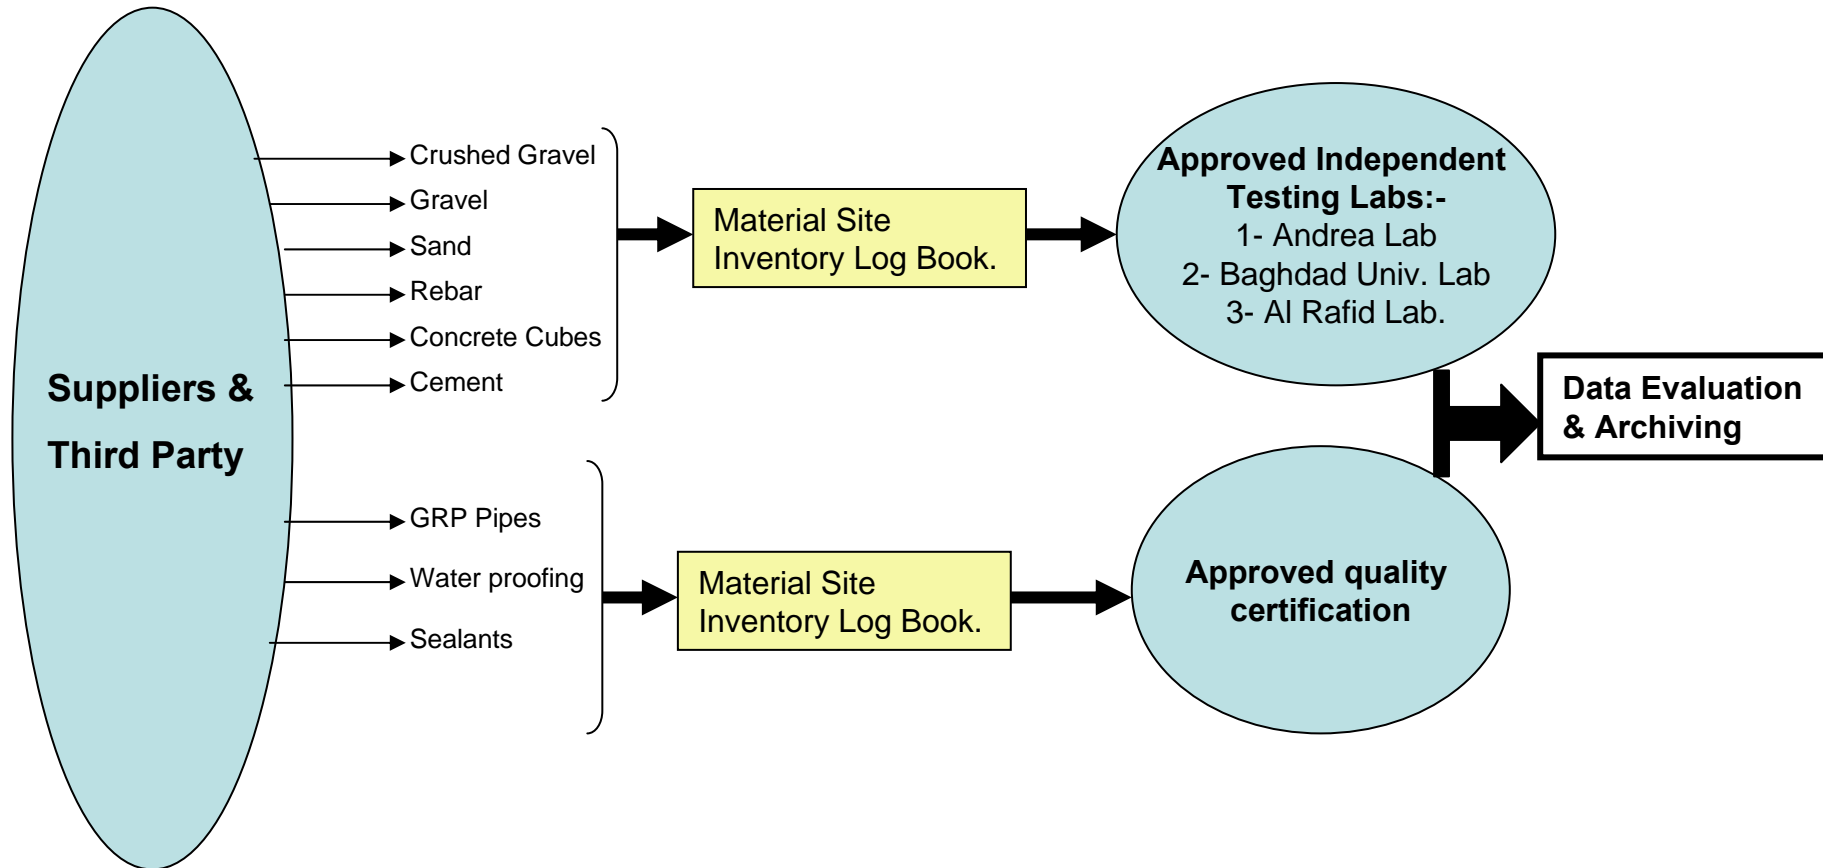 Suppliers &
Third Party
Crushed Gravel
Gravel
Sand
Rebar
Concrete Cubes
Cement
GRP Pipes
Water proofing
Sealants
Material Site
Inventory Log Book.
Material Site
Inventory Log Book.
Approved Independent
Testing Labs:-
1- Andrea Lab
2- Baghdad Univ. Lab
3- Al Rafid Lab.
Approved quality
certification
Data Evaluation
& Archiving